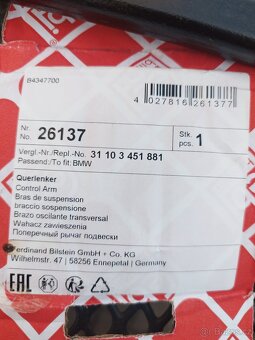 B4347700
4 027816 261377
Nr.
No. 26137
Stk.
pcs. 1
Vergl.-Nr./Repl.-No. 31 10 3 451 881
Passend:/To fit: BMW
Querlenker
Control Arm
Bras de suspension
braccio sospensione
Brazo oscilante transversal
Wahacz zawieszenia
Поперечный рычаг подвески
Ferdinand Bilstein GmbH + Co. KG
Wilhelmstr. 47 | 58256 Ennepetal | Germany
EAC